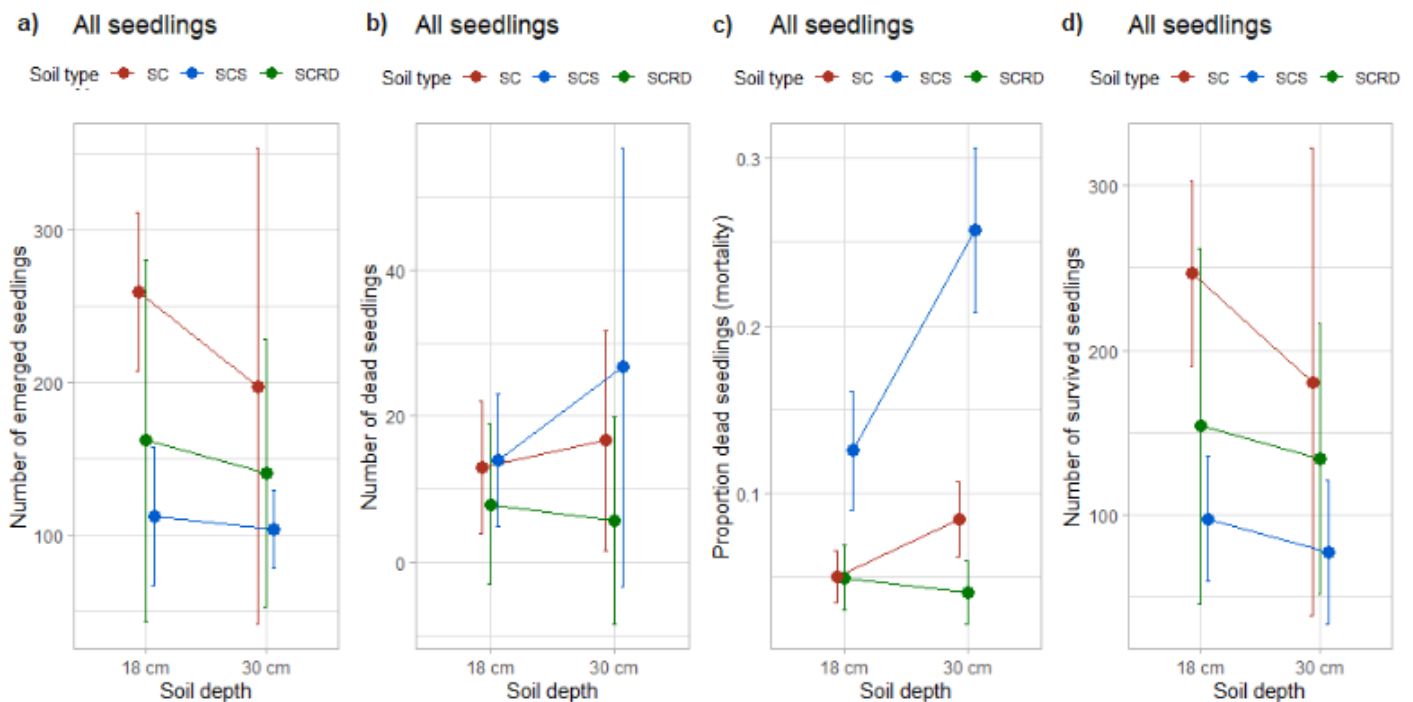 a) All seedlings
Soil type SC SCS SCRD
Number of emerged seedlings
300
200
100
18 cm 30 cm
Soil depth
b) All seedlings
Soil type SC SCS SCRD
Number of dead seedlings
40
20
0
18 cm 30 cm
Soil depth
c) All seedlings
Soil type SC SCS SCRD
Proportion dead seedlings (mortality)
0.3
0.2
0.1
18 cm 30 cm
Soil depth
d) All seedlings
Soil type SC SCS SCRD
Number of survived seedlings
300
200
100
18 cm 30 cm
Soil depth